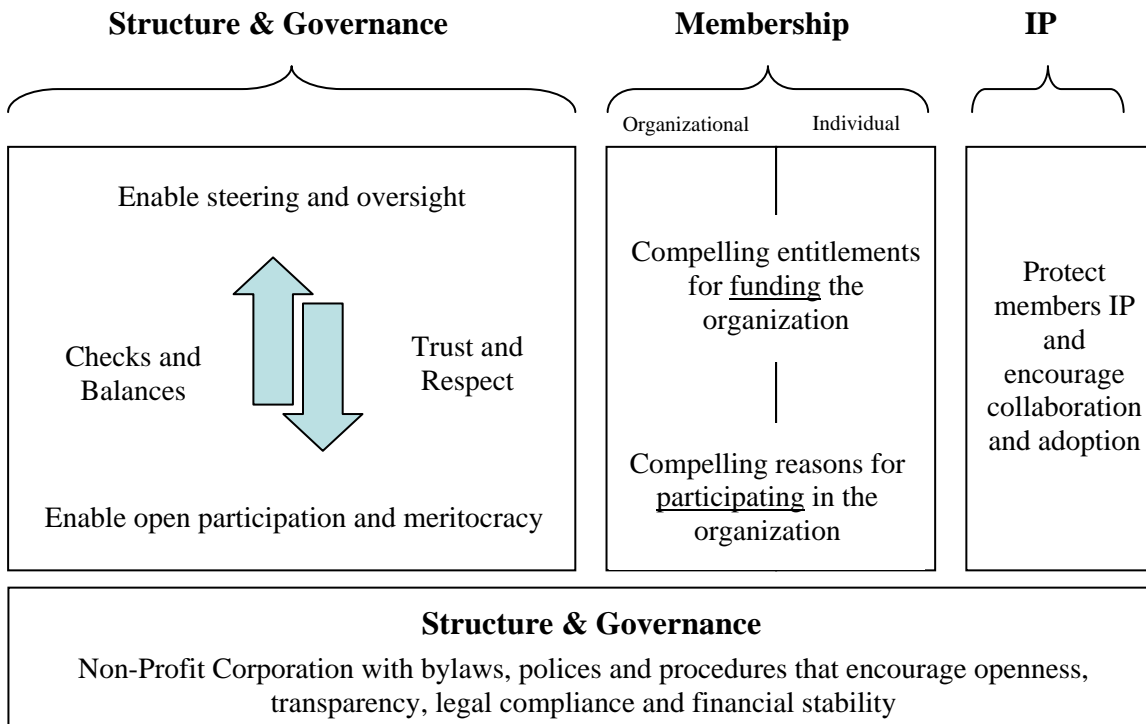 Structure & Governance
Membership
IP
Organizational
Individual
Enable steering and oversight
Checks and
Balances
Trust and
Respect
Enable open participation and meritocracy
Compelling entitlements
for funding the
organization
Compelling reasons for
participating in the
organization
Protect
members IP
and
encourage
collaboration
and adoption
Structure & Governance
Non-Profit Corporation with bylaws, polices and procedures that encourage openness,
transparency, legal compliance and financial stability